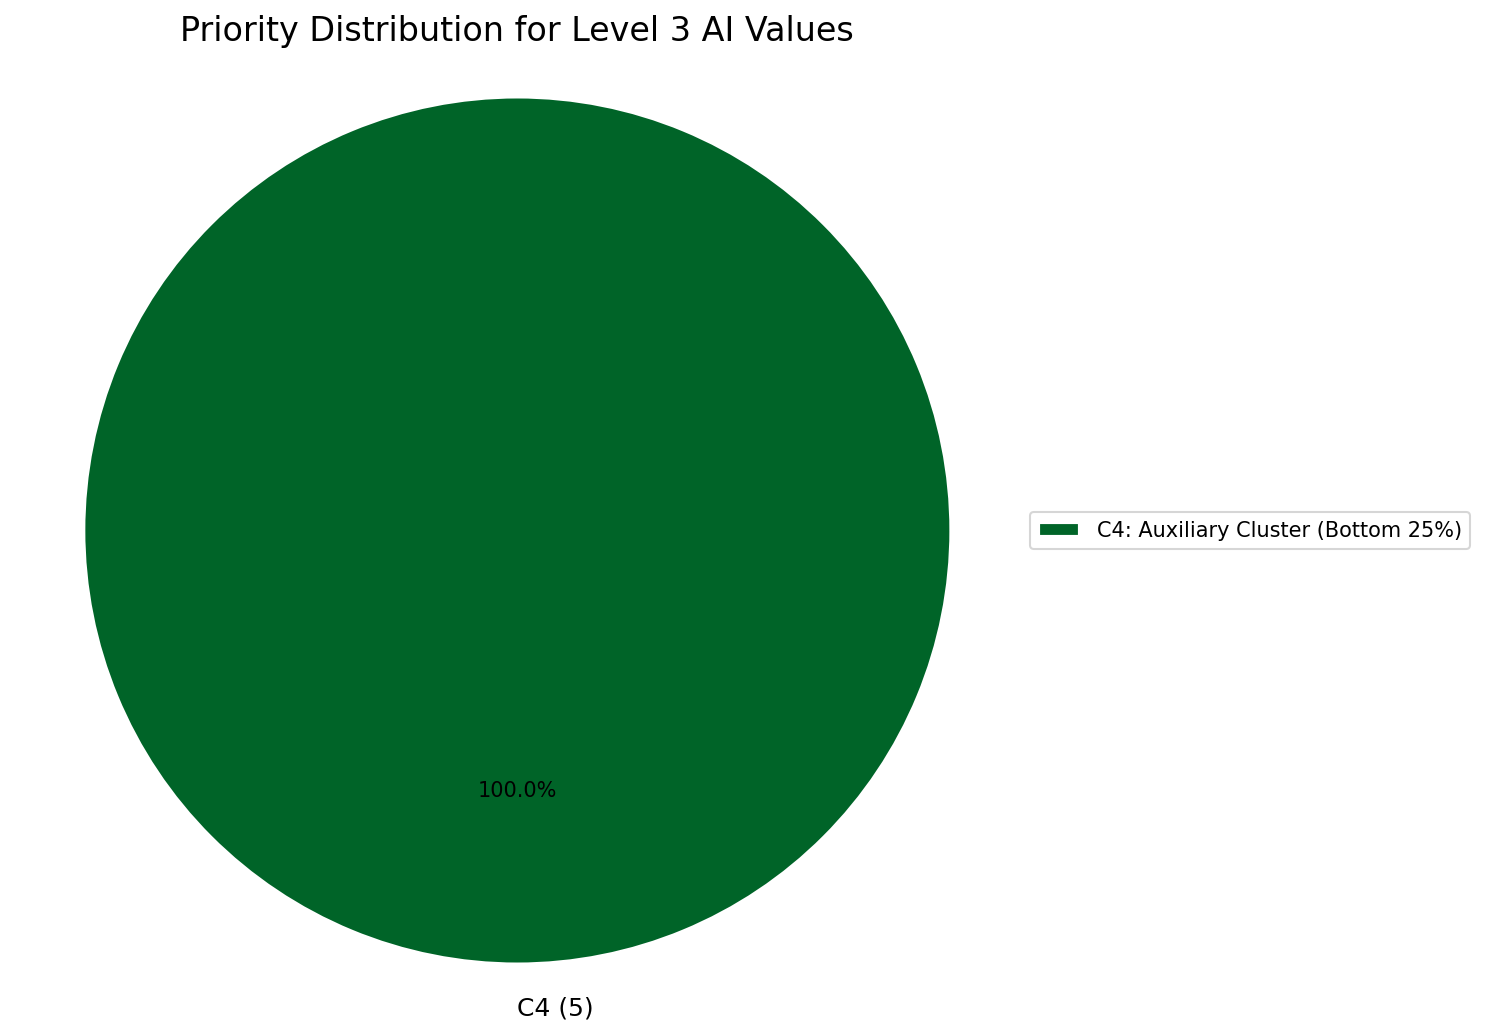 Priority Distribution for Level 3 AI Values
C4: Auxiliary Cluster (Bottom 25%)
100.0%
C4 (5)